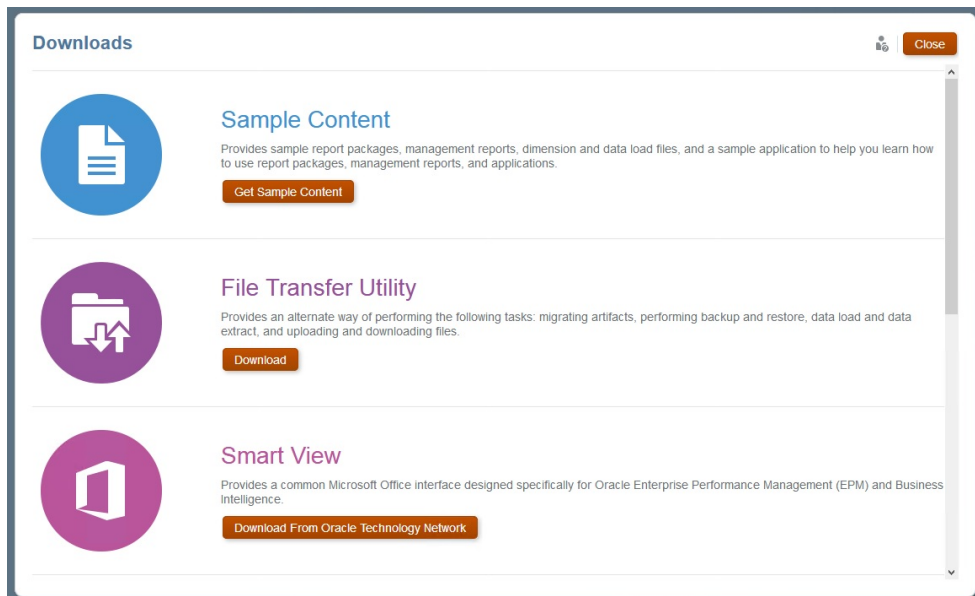 Downloads
Close
Sample Content
Provides sample report packages, management reports, dimension and data load files, and a sample application to help you learn how
to use report packages, management reports, and applications.
Get Sample Content
File Transfer Utility
Provides an alternate way of performing the following tasks: migrating artifacts, performing backup and restore, data load and data
extract, and uploading and downloading files.
Download
Smart View
Provides a common Microsoft Office interface designed specifically for Oracle Enterprise Performance Management (EPM) and Business
Intelligence.
Download From Oracle Technology Network